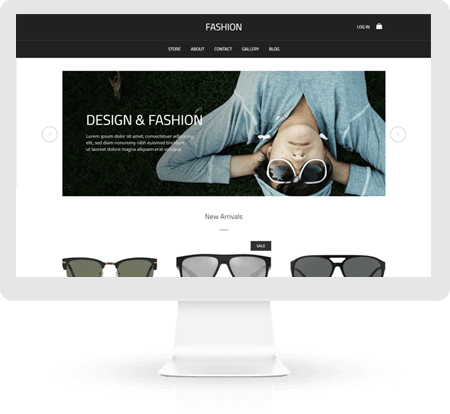 FASHION
LOG IN
STORE ABOUT CONTACT GALLERY BLOG
DESIGN & FASHION
Lorem ipsum dolor sit amet, consectetuer adipiscing
elit, sed diam nonummy nibh euismod tincidunt
ut laoreet dolore magna aliquam erat volutpat.
New Arrivals
SALE